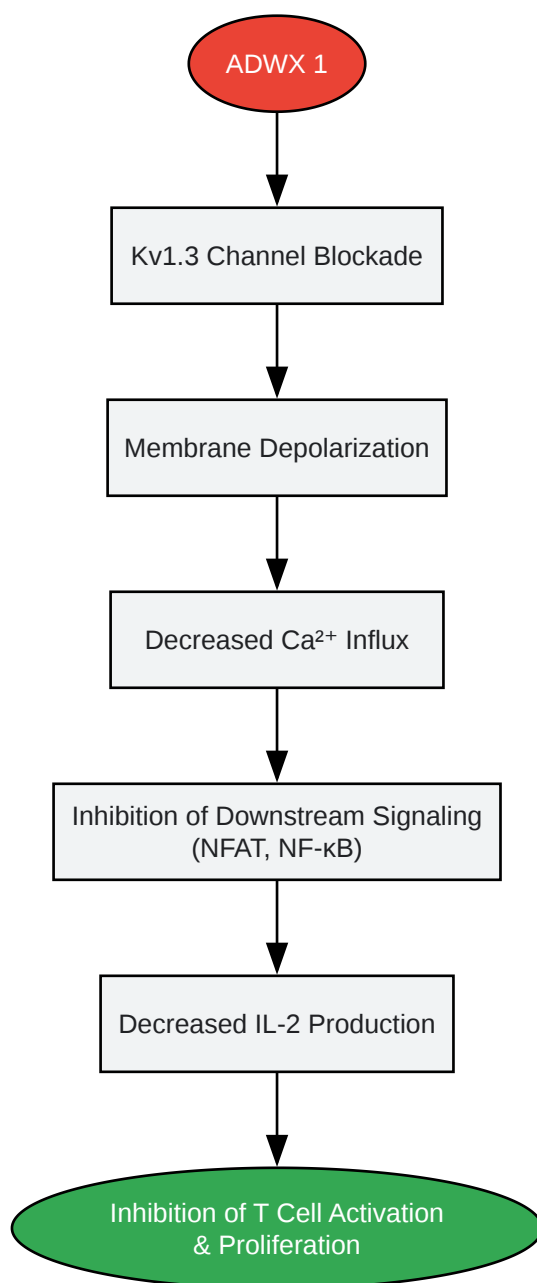 ADWX 1
Kv1.3 Channel Blockade
Membrane Depolarization
Decreased Ca²⁺ Influx
Inhibition of Downstream Signaling
(NFAT, NF-κB)
Decreased IL-2 Production
Inhibition of T Cell Activation
& Proliferation